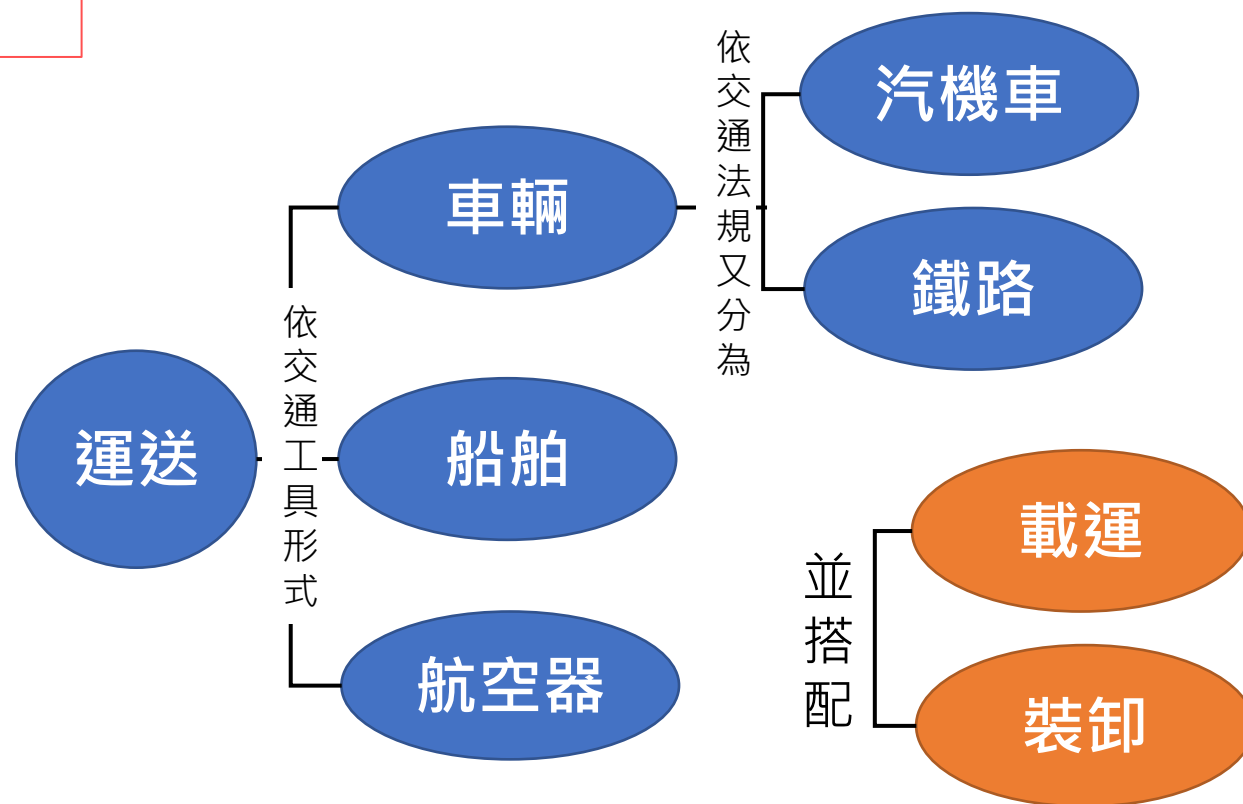 運送
依交通工具形式
車輛
船舶
航空器
依交通法規又分為
汽機車
鐵路
並搭配
載運
裝卸